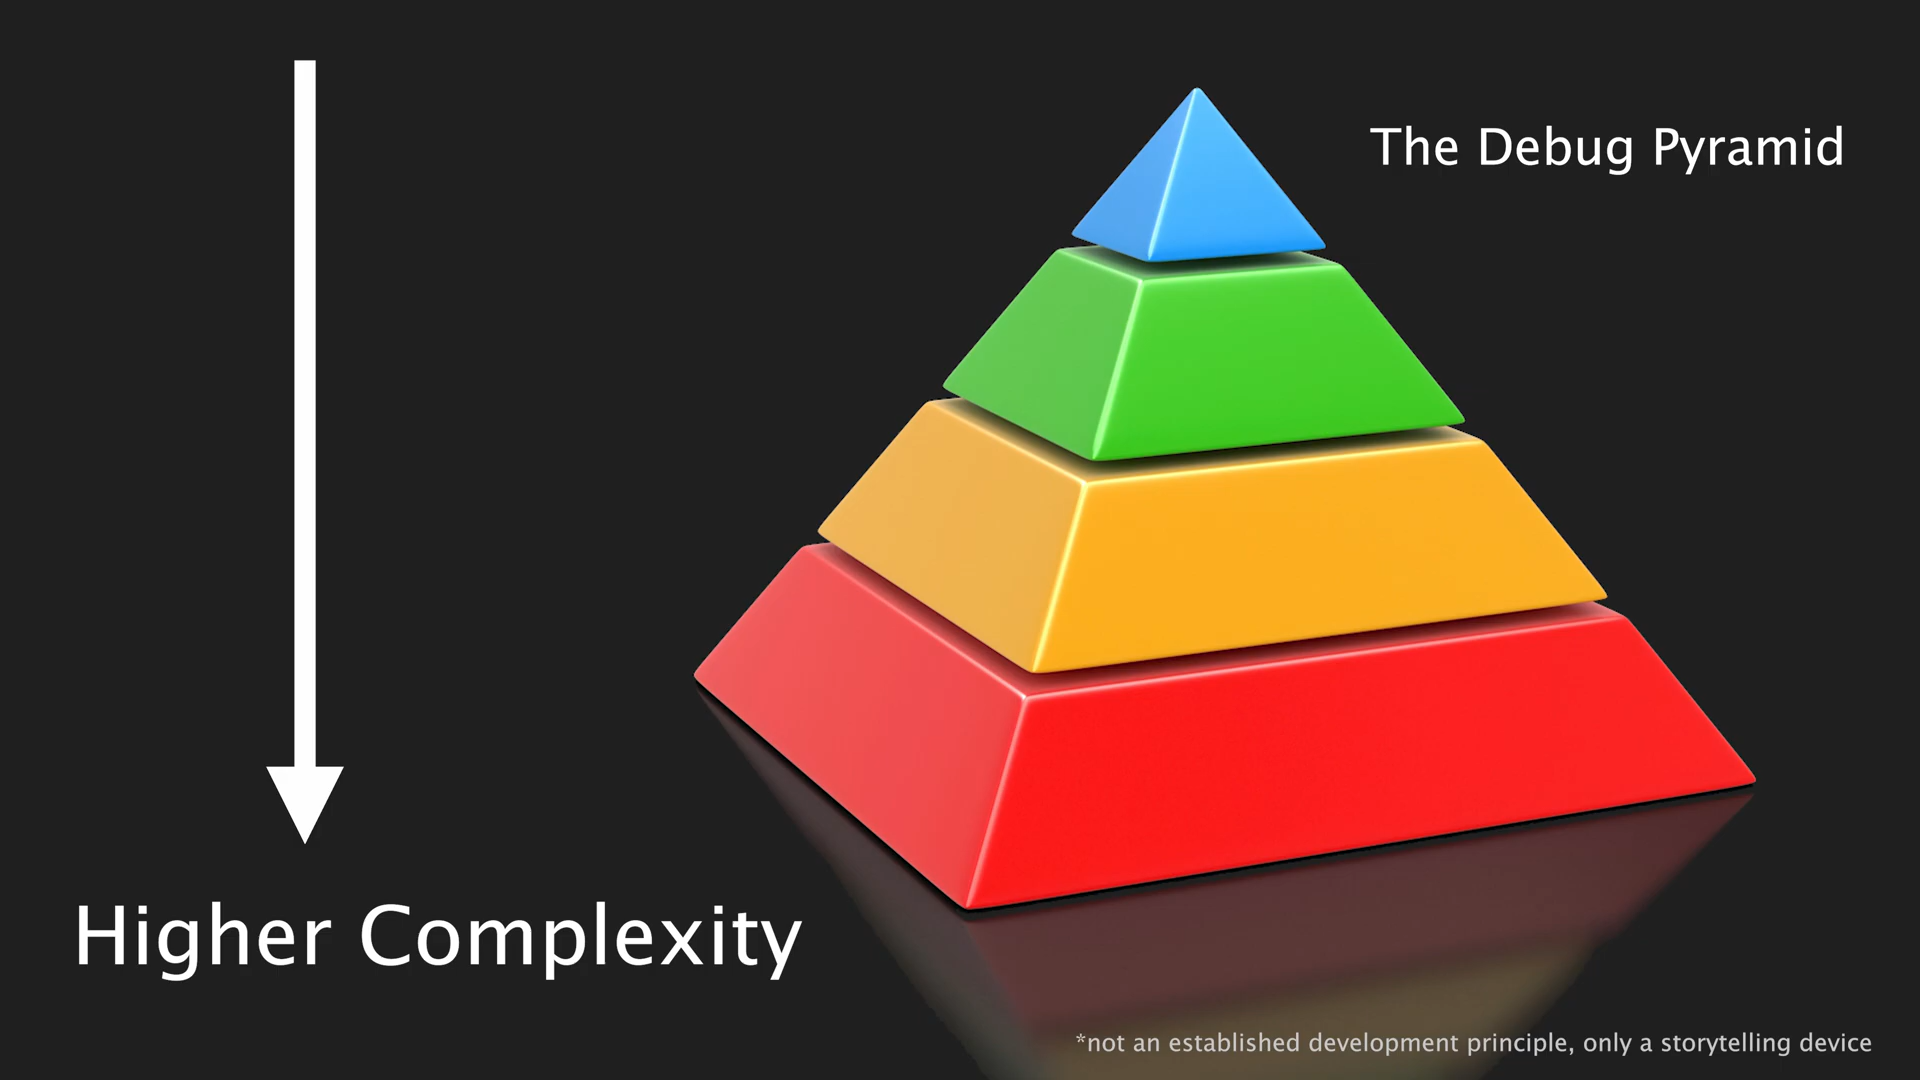 The Debug Pyramid
Higher Complexity
*not an established development principle, only a storytelling device